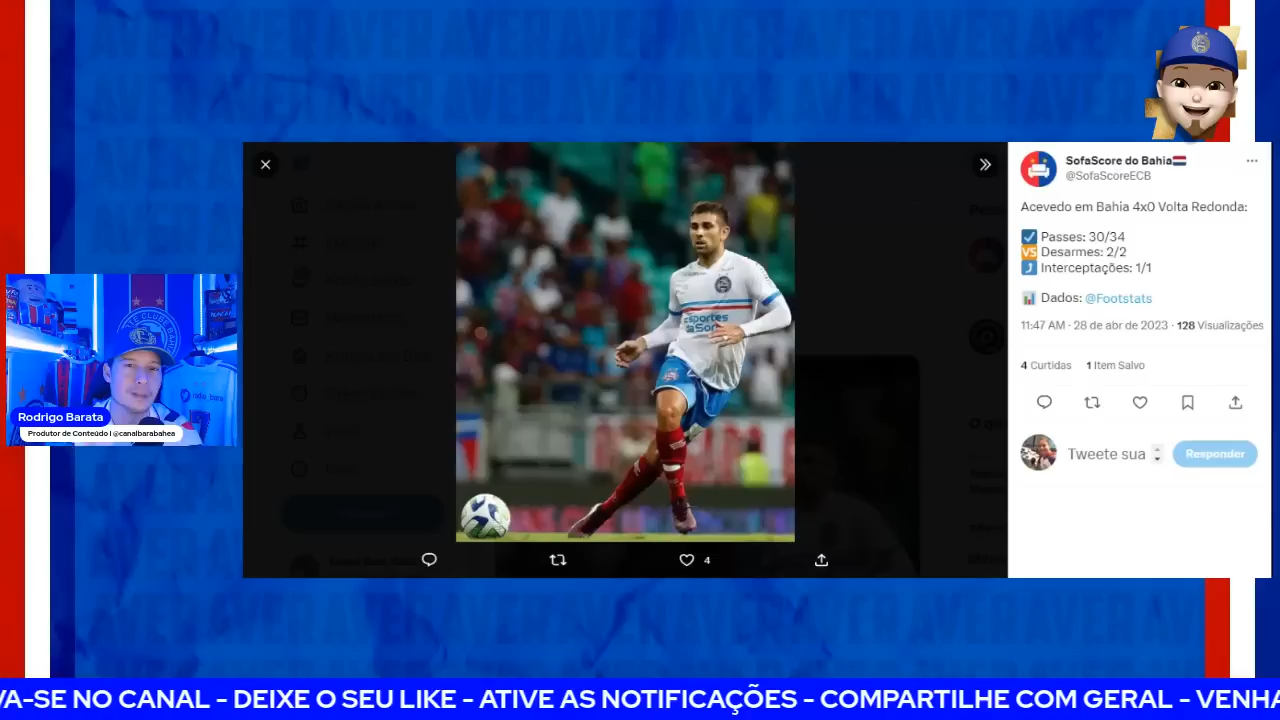 SofaScore do Bahia
@SofaScoreECB
Acevedo em Bahia 4x0 Volta Redonda:
Passes: 30/34
VS Desarmes: 2/2
Interceptações: 1/1
Dados: @Footstats
11:47 AM · 28 de abr de 2023 · 128 Visualizações
4 Curtidas 1 Item Salvo
Tweete sua
Responder
Esportes
da Sor
4
Rodrigo Barata
Produtor de Conteúdo | @canalbarabahea
VA-SE NO CANAL - DEIXE O SEU LIKE - ATIVE AS NOTIFICAÇÕES - COMPARTILHE COM GERAL - VENHA